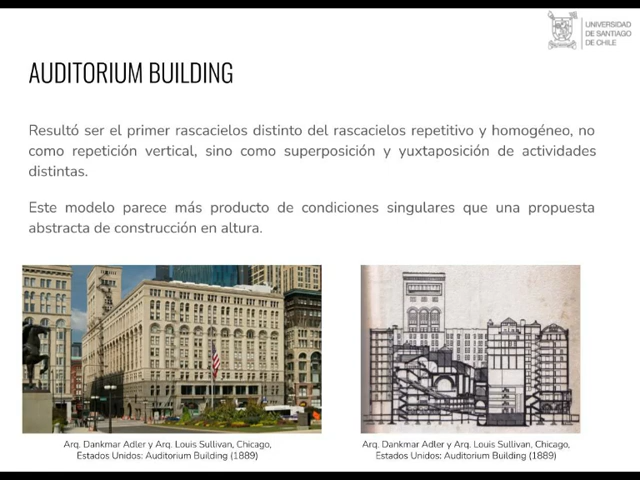 UNIVERSIDAD
DE SANTIAGO
DE CHILE
AUDITORIUM BUILDING
Resultó ser el primer rascacielos distinto del rascacielos repetitivo y homogéneo, no
como repetición vertical, sino como superposición y yuxtaposición de actividades
distintas.
Este modelo parece más producto de condiciones singulares que una propuesta
abstracta de construcción en altura.
Arq. Dankmar Adler y Arq. Louis Sullivan, Chicago,
Estados Unidos: Auditorium Building (1889)
Arq. Dankmar Adler y Arq. Louis Sullivan, Chicago,
Estados Unidos: Auditorium Building (1889)